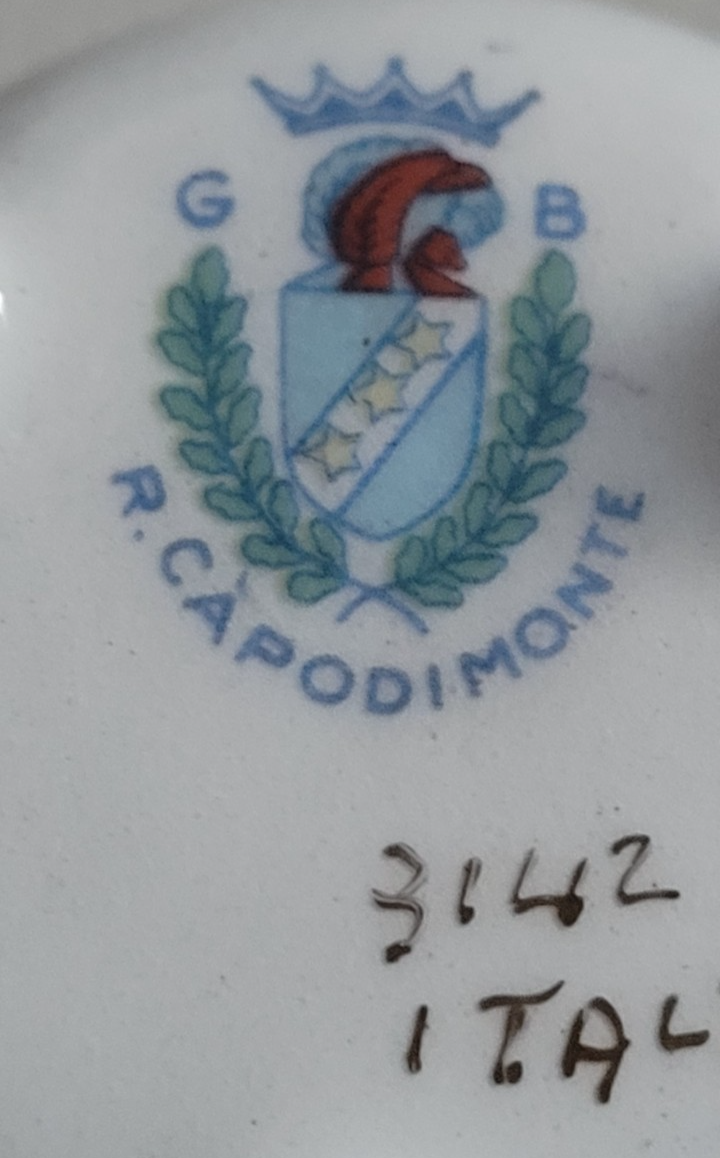 G B
R. CAPODIMONTE
3142
ITAL